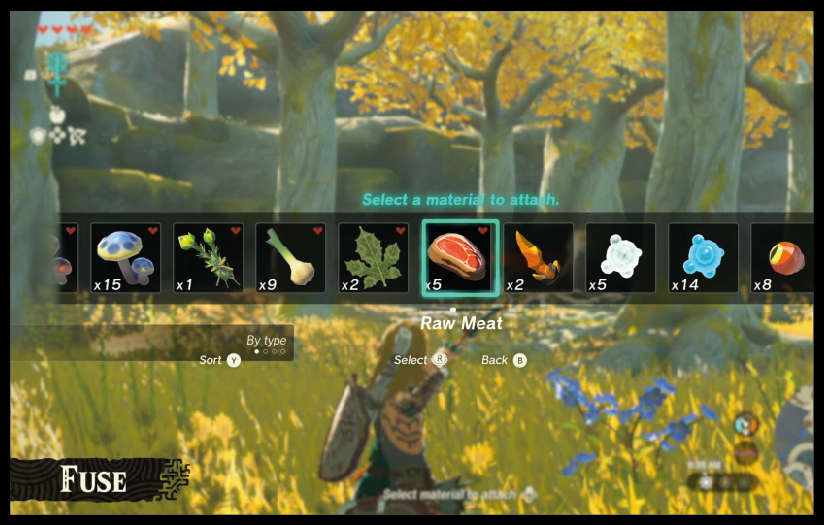 Select a material to attach.
x15 x1 x9 x2 x5 x2 x5 x14 x8
Raw Meat
By type
Sort Y Select R Back B
FUSE
Select material to attach